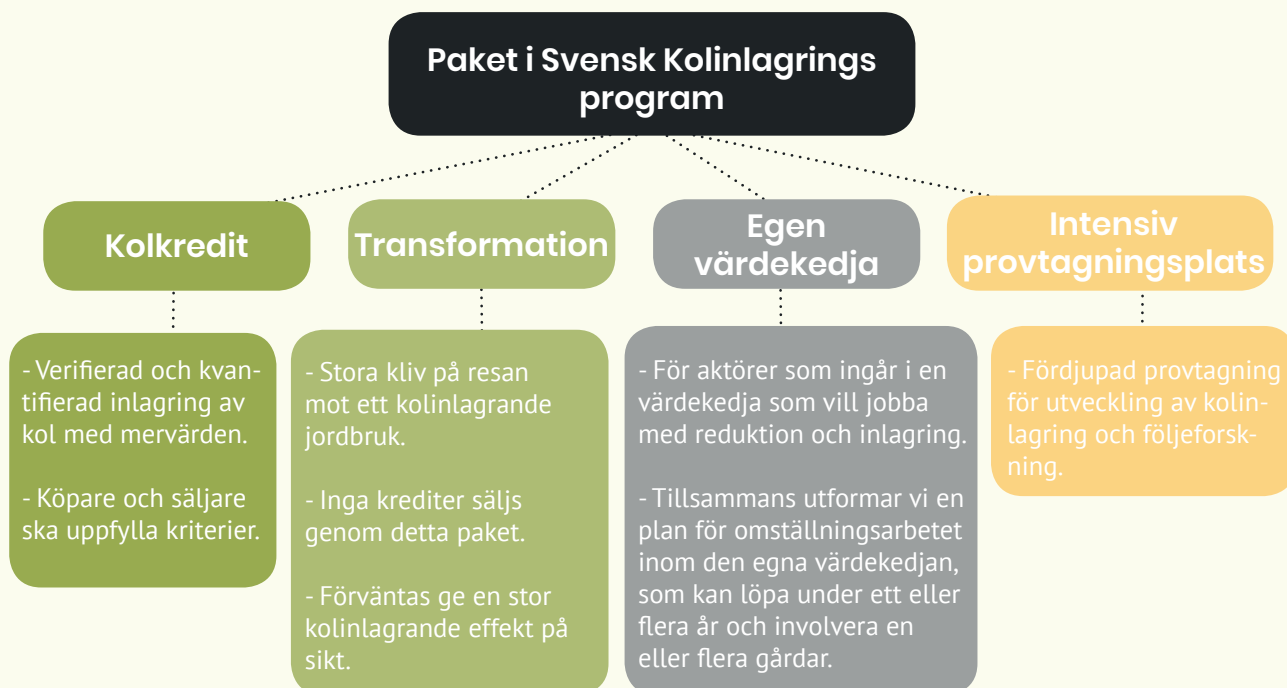 Paket i Svensk Kolinlagrings
program
Kolkredit
- Verifierad och kvan-
tifierad inlagring av
kol med mervärden.
- Köpare och säljare
ska uppfylla kriterier.
Transformation
- Stora kliv på resan
mot ett kolinlagrande
jordbruk.
- Inga krediter säljs
genom detta paket.
- Förväntas ge en stor
kolinlagrande effekt på
sikt.
Egen
värdekedja
- För aktörer som ingår i en
värdekedja som vill jobba
med reduktion och inlagring.
- Tillsammans utformar vi en
plan för omställningsarbetet
inom den egna värdekedjan,
som kan löpa under ett eller
flera år och involvera en
eller flera gårdar.
Intensiv
provtagningsplats
- Fördjupad provtagning
för utveckling av kolin-
lagring och följeforsk-
ning.